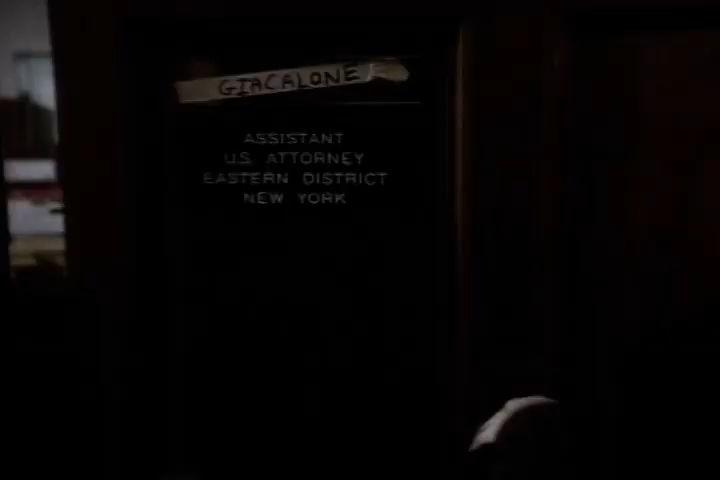 GIACALONE
ASSISTANT
U.S. ATTORNEY
EASTERN DISTRICT
NEW YORK